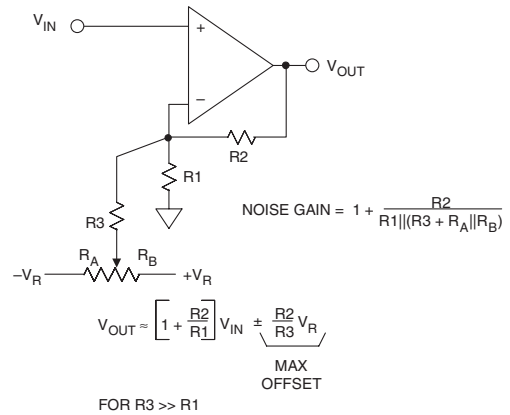 V_IN
+
V_OUT
–
R2
R1
R3
NOISE GAIN = 1 + R2 / R1||(R3 + R_A||R_B)
R_A R_B
–V_R +V_R
V_OUT ≈ [1 + R2/R1] V_IN ± R2/R3 V_R
MAX
OFFSET
FOR R3 >> R1